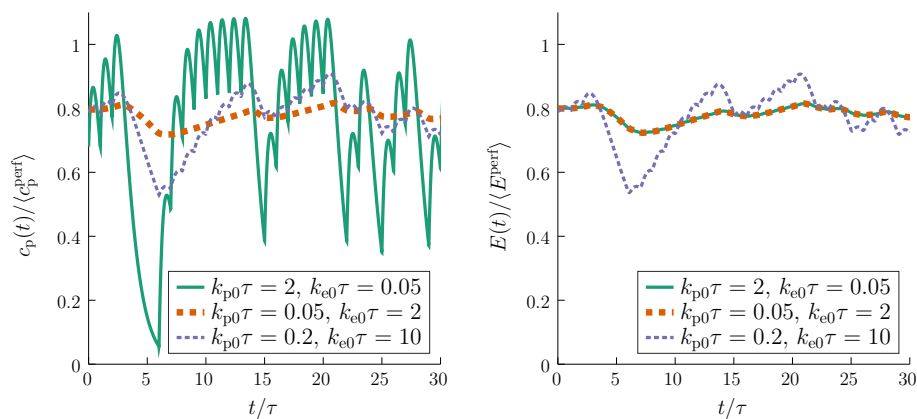 1
0.8
0.6
0.4
0.2
0
c_p(t)/⟨c_p^perf⟩
k_p0τ = 2, k_e0τ = 0.05
k_p0τ = 0.05, k_e0τ = 2
k_p0τ = 0.2, k_e0τ = 10
0 5 10 15 20 25 30
t/τ
1
0.8
0.6
0.4
0.2
0
E(t)/⟨E^perf⟩
k_p0τ = 2, k_e0τ = 0.05
k_p0τ = 0.05, k_e0τ = 2
k_p0τ = 0.2, k_e0τ = 10
0 5 10 15 20 25 30
t/τ